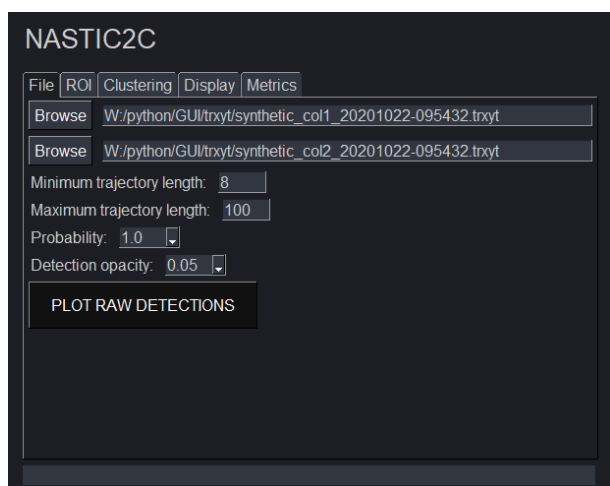 NASTIC2C
File ROI Clustering Display Metrics
Browse W:/python/GUI/trxyt/synthetic_col1_20201022-095432.trxyt
Browse W:/python/GUI/trxyt/synthetic_col2_20201022-095432.trxyt
Minimum trajectory length: 8
Maximum trajectory length: 100
Probability: 1.0
Detection opacity: 0.05
PLOT RAW DETECTIONS